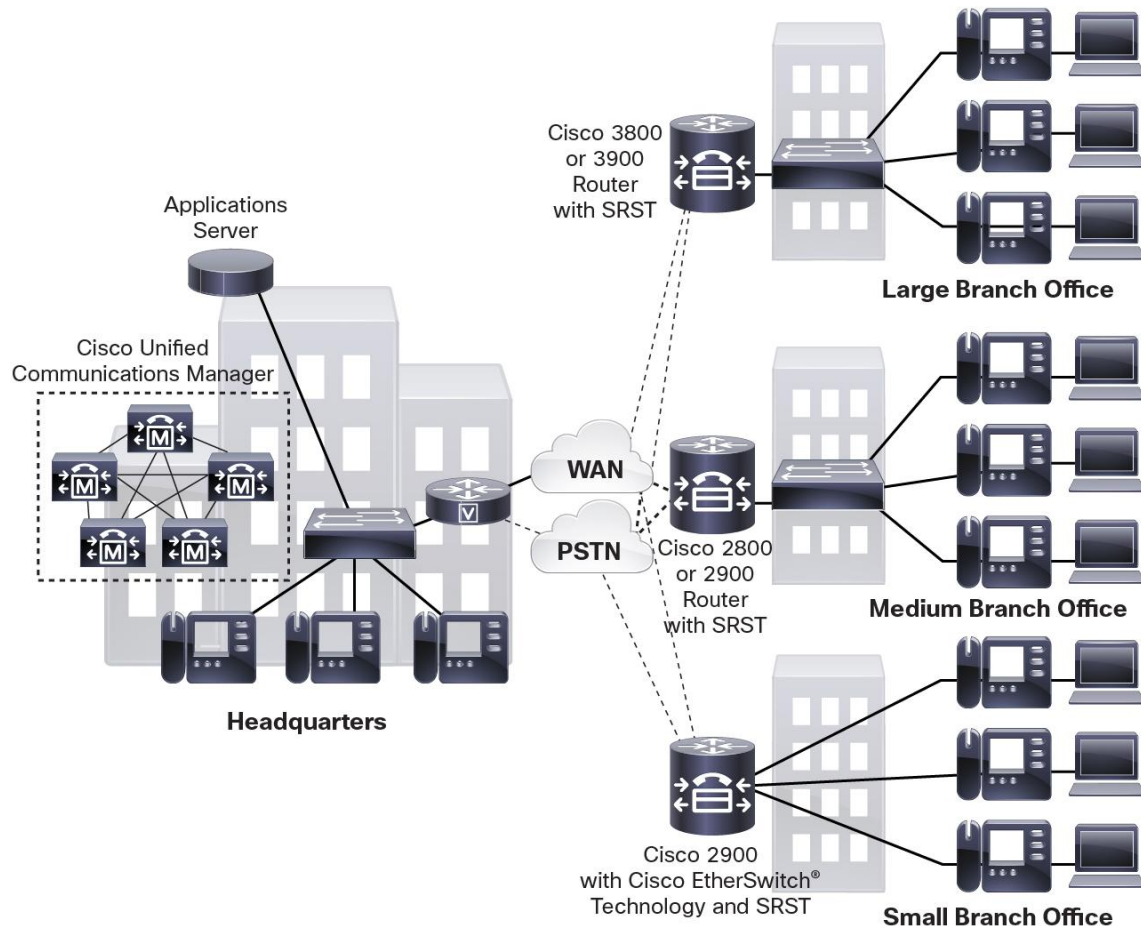 Applications
Server
Cisco Unified
Communications Manager
M
M
M
M
M
V
Headquarters
WAN
PSTN
Cisco 3800
or 3900
Router
with SRST
Large Branch Office
Cisco 2800
or 2900
Router
with SRST
Medium Branch Office
Cisco 2900
with Cisco EtherSwitch®
Technology and SRST
Small Branch Office